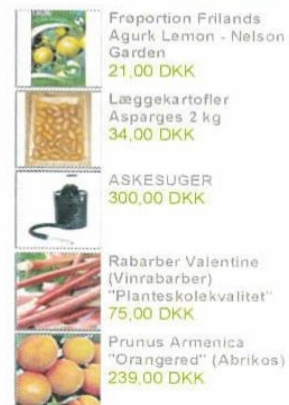 Frøportion Frilands
Agurk Lemon - Nelson
Garden
21,00 DKK
Læggekartofler
Asparges 2 kg
34,00 DKK
ASKESUGER
300,00 DKK
Rabarber Valentine
(Vinrabarber)
"Planteskolekvalitet"
75,00 DKK
Prunus Armenica
"Orangered" (Abrikos)
239,00 DKK